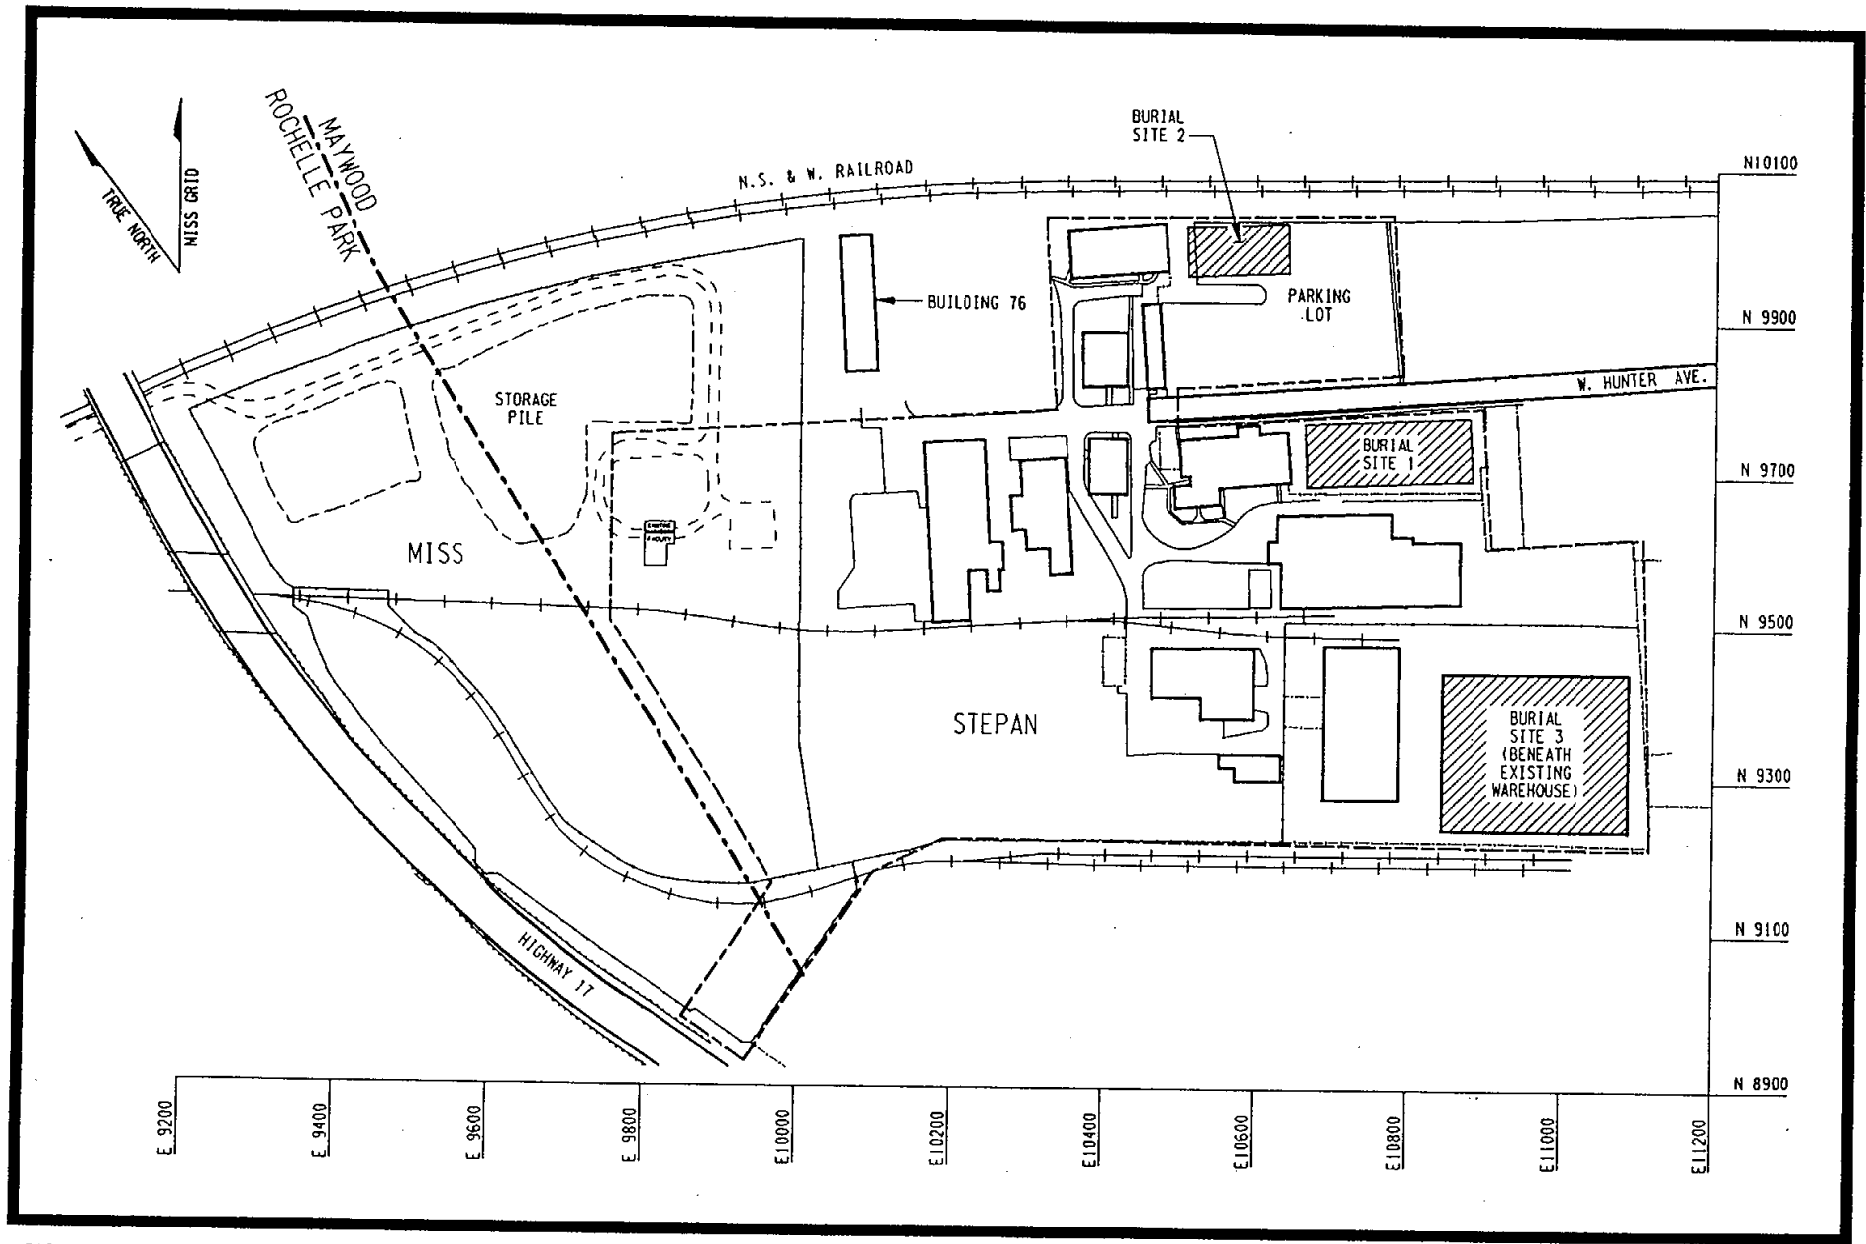 MAYWOOD
ROCHELLE PARK
TRUE NORTH
MISS GRID
N.S. & W. RAILROAD
BURIAL
SITE 2
N10100
BUILDING 76
PARKING
LOT
N 9900
W. HUNTER AVE.
STORAGE
PILE
BURIAL
SITE 1
N 9700
MISS
N 9500
STEPAN
BURIAL
SITE 3
(BENEATH
EXISTING
WAREHOUSE)
N 9300
N 9100
HIGHWAY 17
N 8900
E 9200
E 9400
E 9600
E 9800
E10000
E10200
E10400
E10600
E10800
E11000
E11200